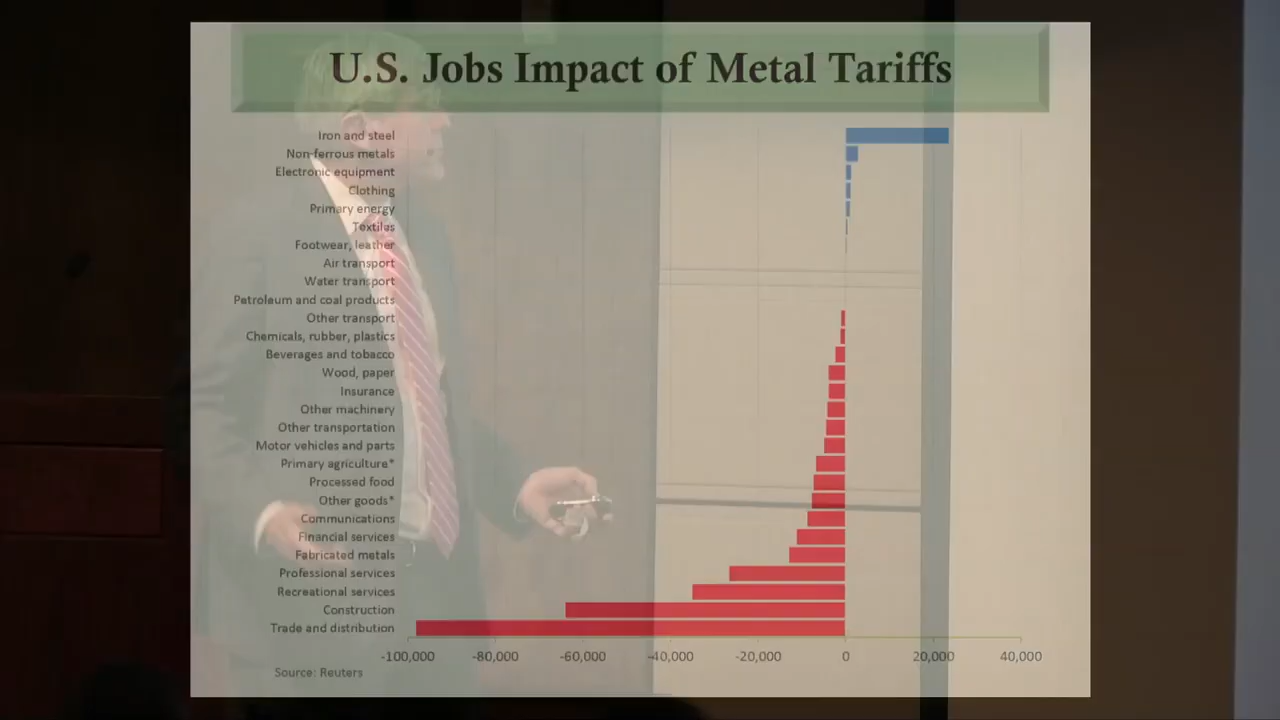 U.S. Jobs Impact of Metal Tariffs
Iron and steel
Non-ferrous metals
Electronic equipment
Clothing
Primary energy
Textiles
Footwear, leather
Air transport
Water transport
Petroleum and coal products
Other transport
Chemicals, rubber, plastics
Beverages and tobacco
Wood, paper
Insurance
Other machinery
Other transportation
Motor vehicles and parts
Primary agriculture*
Processed food
Other goods*
Communications
Financial services
Fabricated metals
Professional services
Recreational services
Construction
Trade and distribution
-100,000 -80,000 -60,000 -40,000 -20,000 0 20,000 40,000
Source: Reuters